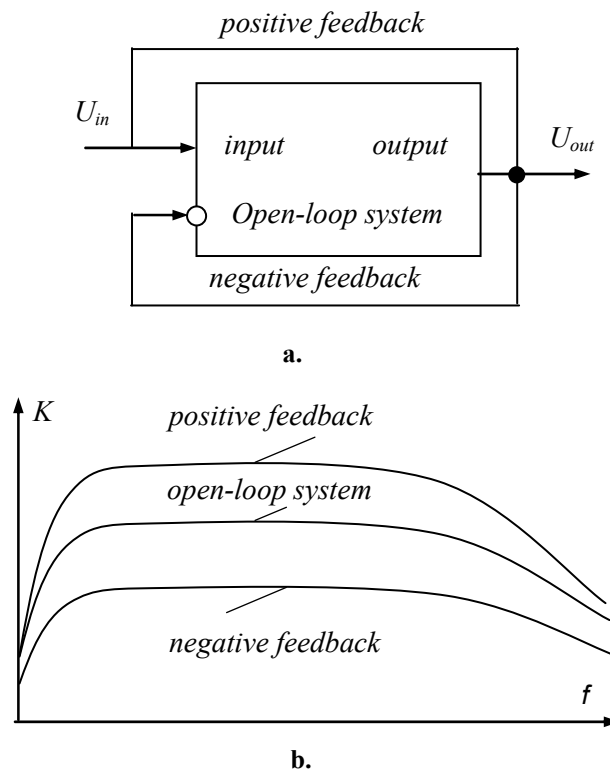 positive feedback
U_in
U_out
input output
Open-loop system
negative feedback
a.
K
positive feedback
open-loop system
negative feedback
f
b.